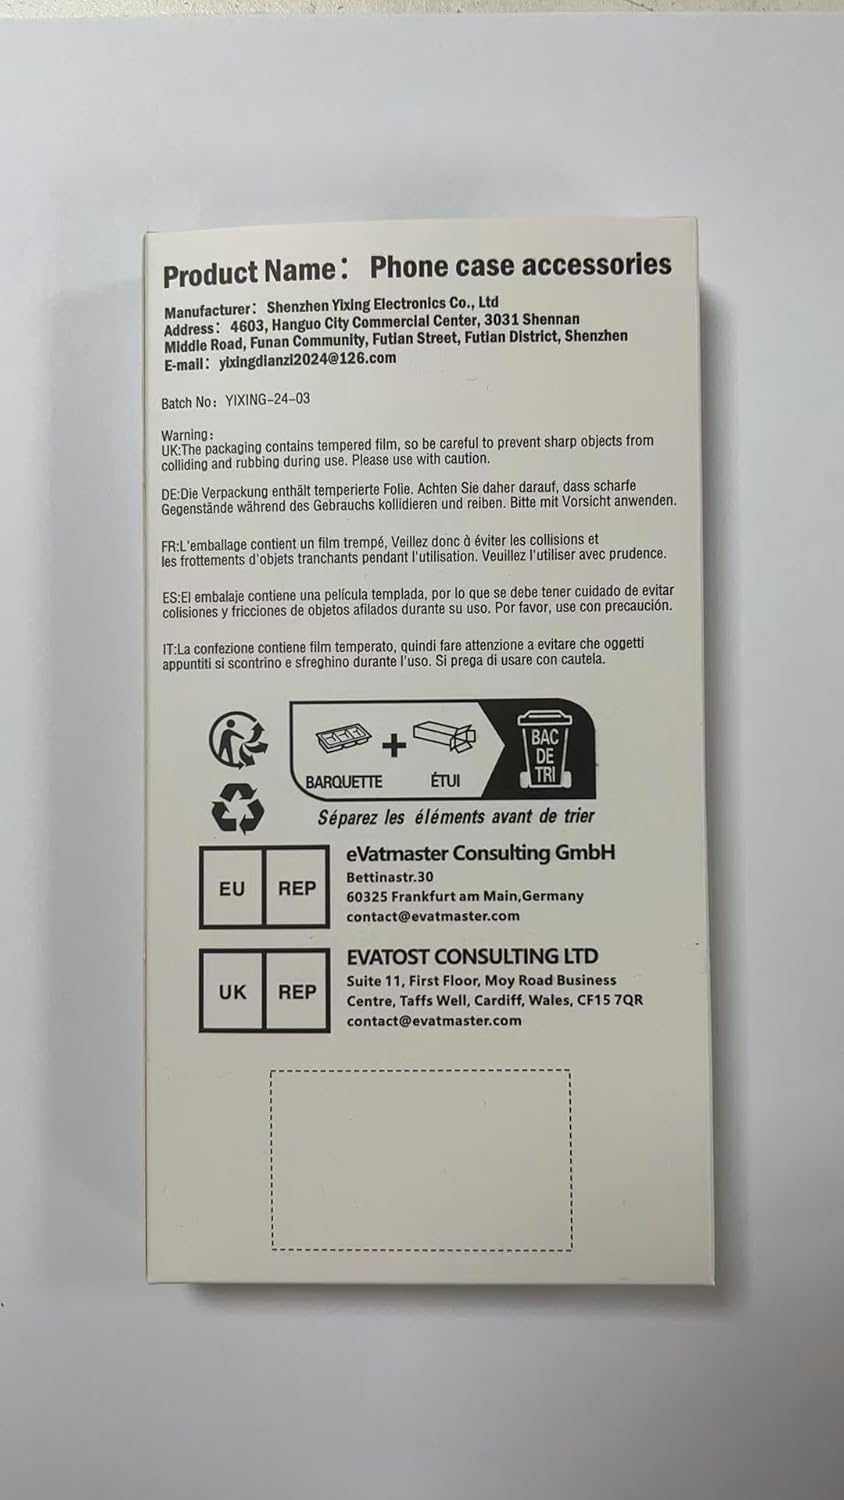 Product Name： Phone case accessories
Manufacturer： Shenzhen Yixing Electronics Co., Ltd
Address： 4603, Hanguo City Commercial Center, 3031 Shennan
Middle Road, Funan Community, Futian Street, Futian District, Shenzhen
E-mail： yixingdianzi2024@126.com
Batch No： YIXING-24-03
Warning：
UK:The packaging contains tempered film, so be careful to prevent sharp objects from
colliding and rubbing during use. Please use with caution.
DE:Die Verpackung enthält temperierte Folie. Achten Sie daher darauf, dass scharfe
Gegenstände während des Gebrauchs kollidieren und reiben. Bitte mit Vorsicht anwenden.
FR:L'emballage contient un film trempé, Veillez donc à éviter les collisions et
les frottements d'objets tranchants pendant l'utilisation. Veuillez l'utiliser avec prudence.
ES:El embalaje contiene una película templada, por lo que se debe tener cuidado de evitar
colisiones y fricciones de objetos afilados durante su uso. Por favor, use con precaución.
IT:La confezione contiene film temperato, quindi fare attenzione a evitare che oggetti
appuntiti si scontrino e sfreghino durante l'uso. Si prega di usare con cautela.
BARQUETTE + ÉTUI
BAC
DE
TRI
Séparez les éléments avant de trier
EU REP
eVatmaster Consulting GmbH
Bettinastr.30
60325 Frankfurt am Main,Germany
contact@evatmaster.com
UK REP
EVATOST CONSULTING LTD
Suite 11, First Floor, Moy Road Business
Centre, Taffs Well, Cardiff, Wales, CF15 7QR
contact@evatmaster.com